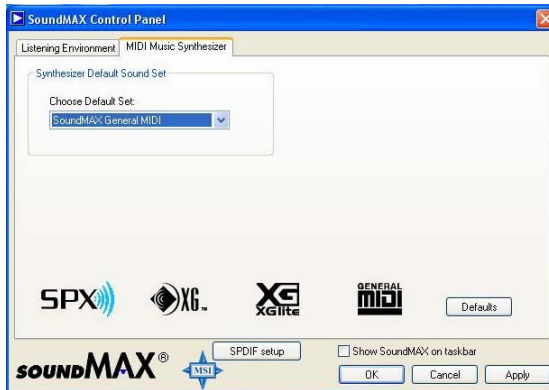 SoundMAX Control Panel
Listening Environment
MIDI Music Synthesizer
Synthesizer Default Sound Set
Choose Default Set:
SoundMAX General MIDI
SPX
XG™
XG
XGlite
GENERAL
MIDI
Defaults
SOUNDMAX®
MSI
SPDIF setup
Show SoundMAX on taskbar
OK
Cancel
Apply